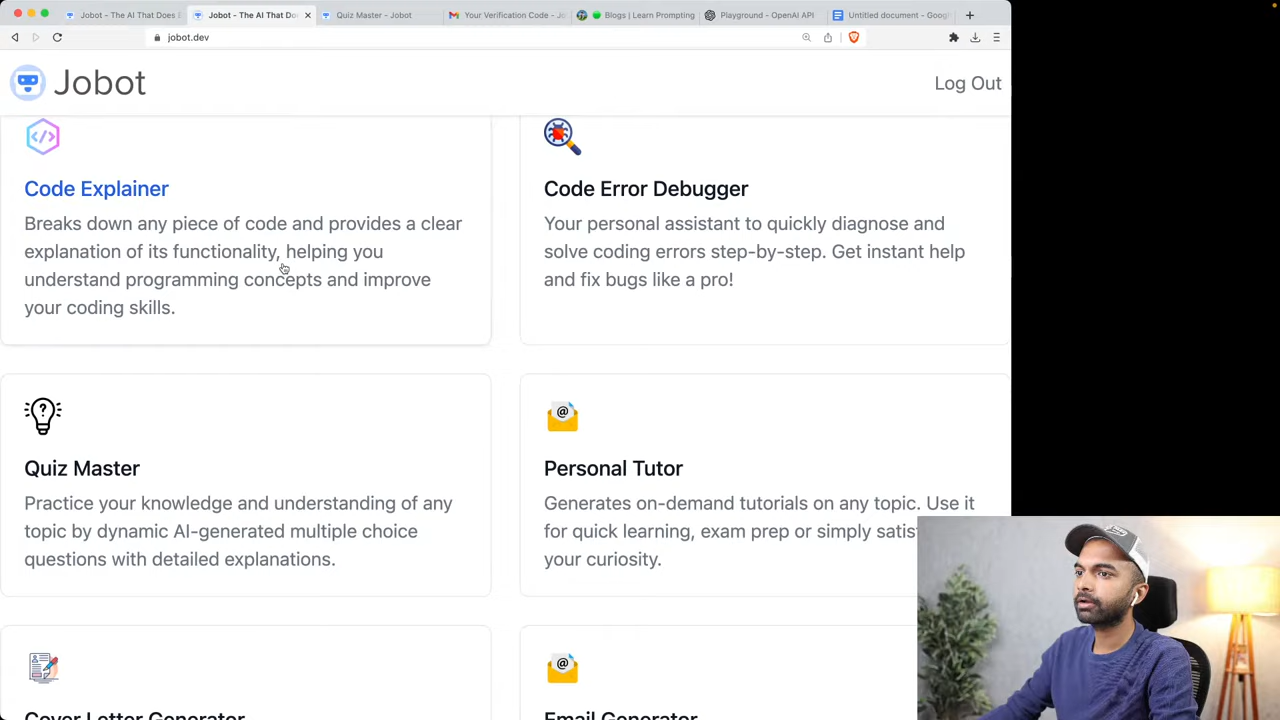 Jobot - The AI That Does
Jobot - The AI That Do
Quiz Master - Jobot
Your Verification Code - J
Blogs | Learn Prompting
Playground - OpenAI API
Untitled document - Goog
jobot.dev
Jobot
Log Out
Code Explainer
Breaks down any piece of code and provides a clear
explanation of its functionality, helping you
understand programming concepts and improve
your coding skills.
Code Error Debugger
Your personal assistant to quickly diagnose and
solve coding errors step-by-step. Get instant help
and fix bugs like a pro!
Quiz Master
Practice your knowledge and understanding of any
topic by dynamic AI-generated multiple choice
questions with detailed explanations.
Personal Tutor
Generates on-demand tutorials on any topic. Use it
for quick learning, exam prep or simply satis
your curiosity.
Cover Letter Generator
Email Generator